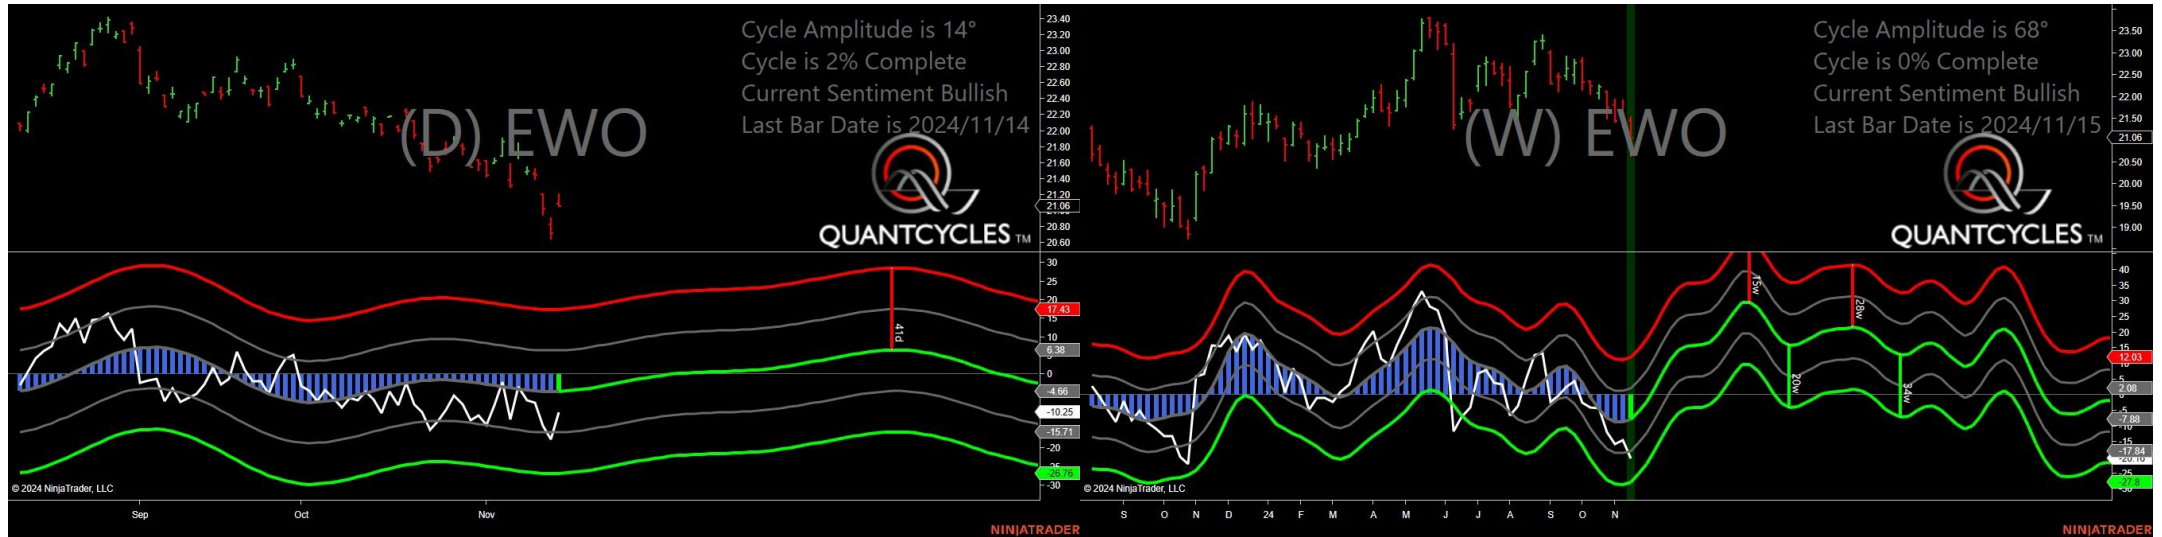 Cycle Amplitude is 14°
Cycle is 2% Complete
Current Sentiment Bullish
Last Bar Date is 2024/11/14
(D) EWO
QUANTCYCLES TM
23.40
23.20
23.00
22.80
22.60
22.40
22.20
22.00
21.80
21.60
21.40
21.20
21.06
20.80
20.60
30
25
20
17.43
15
6.38
0
-4.66
-10.25
-15.71
-20
-26.76
-30
41d
© 2024 NinjaTrader, LLC
Sep
Oct
Nov
NINJATRADER
Cycle Amplitude is 68°
Cycle is 0% Complete
Current Sentiment Bullish
Last Bar Date is 2024/11/15
(W) EWO
QUANTCYCLES TM
23.50
23.00
22.50
22.00
21.50
21.06
20.50
20.00
19.50
19.00
40
35
30
25
20
15
12.03
2.08
0
-5
-7.88
-15
-17.84
-27.8
15w
20w
28w
34w
© 2024 NinjaTrader, LLC
S
O
N
D
24
F
M
A
M
J
J
A
S
O
N
NINJATRADER